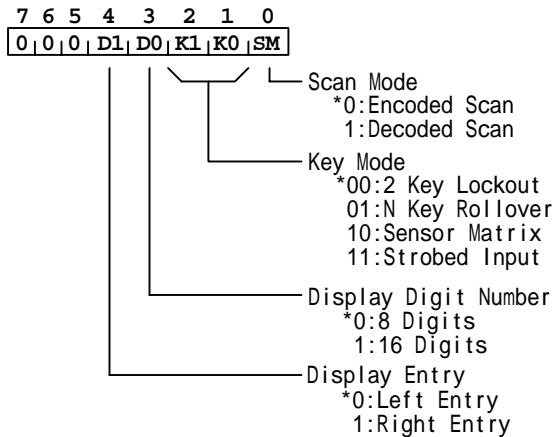 7 6 5 4 3 2 1 0
0 0 0 D1 D0 K1 K0 SM
Scan Mode
*0:Encoded Scan
1:Decoded Scan
Key Mode
*00:2 Key Lockout
01:N Key Rollover
10:Sensor Matrix
11:Strobed Input
Display Digit Number
*0:8 Digits
1:16 Digits
Display Entry
*0:Left Entry
1:Right Entry